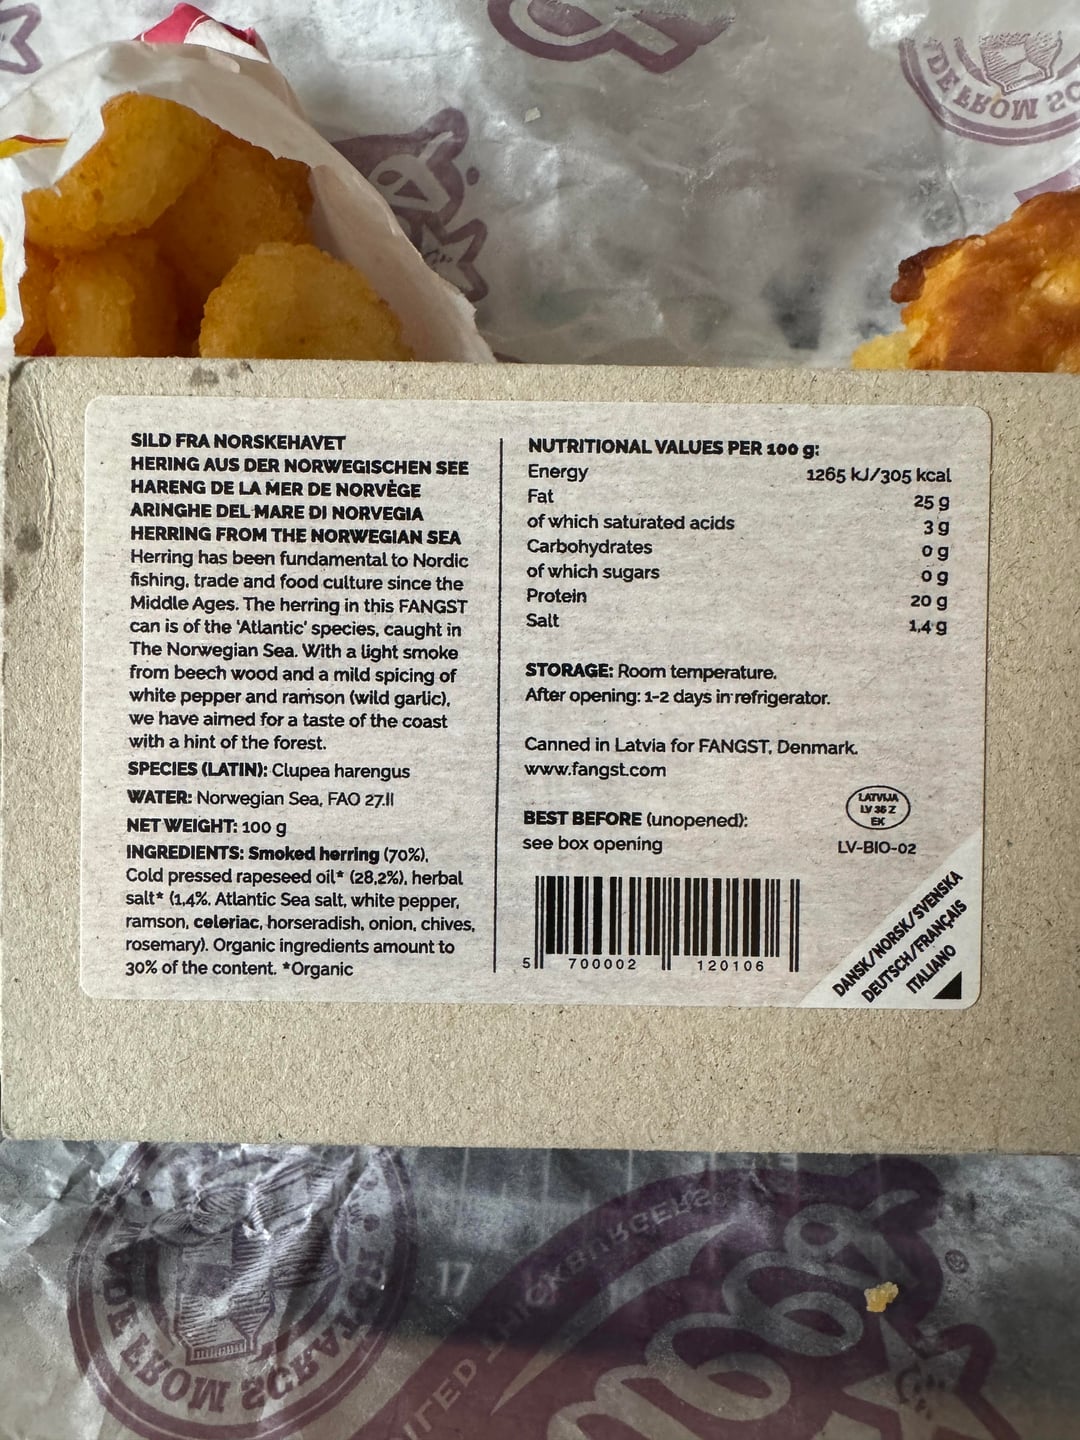 DE FROM SC
SILD FRA NORSKEHAVET
HERING AUS DER NORWEGISCHEN SEE
HARENG DE LA MER DE NORVÈGE
ARINGHE DEL MARE DI NORVEGIA
HERRING FROM THE NORWEGIAN SEA
Herring has been fundamental to Nordic
fishing, trade and food culture since the
Middle Ages. The herring in this FANGST
can is of the 'Atlantic' species, caught in
The Norwegian Sea. With a light smoke
from beech wood and a mild spicing of
white pepper and ramson (wild garlic),
we have aimed for a taste of the coast
with a hint of the forest.
SPECIES (LATIN): Clupea harengus
WATER: Norwegian Sea, FAO 27.II
NET WEIGHT: 100 g
INGREDIENTS: Smoked herring (70%),
Cold pressed rapeseed oil* (28,2%), herbal
salt* (1,4%, Atlantic Sea salt, white pepper,
ramson, celeriac, horseradish, onion, chives,
rosemary). Organic ingredients amount to
30% of the content. *Organic
NUTRITIONAL VALUES PER 100 g:
Energy 1265 kJ/305 kcal
Fat 25 g
of which saturated acids 3 g
Carbohydrates 0 g
of which sugars 0 g
Protein 20 g
Salt 1,4 g
STORAGE: Room temperature.
After opening: 1-2 days in refrigerator.
Canned in Latvia for FANGST, Denmark.
www.fangst.com
BEST BEFORE (unopened):
see box opening
LATVIJA
LV 36 Z
EK
LV-BIO-02
5 700002 120106
DANSK/NORSK/SVENSKA
DEUTSCH/FRANÇAIS
ITALIANO
MADE FROM SCRATCH
17
THICKBURGERS